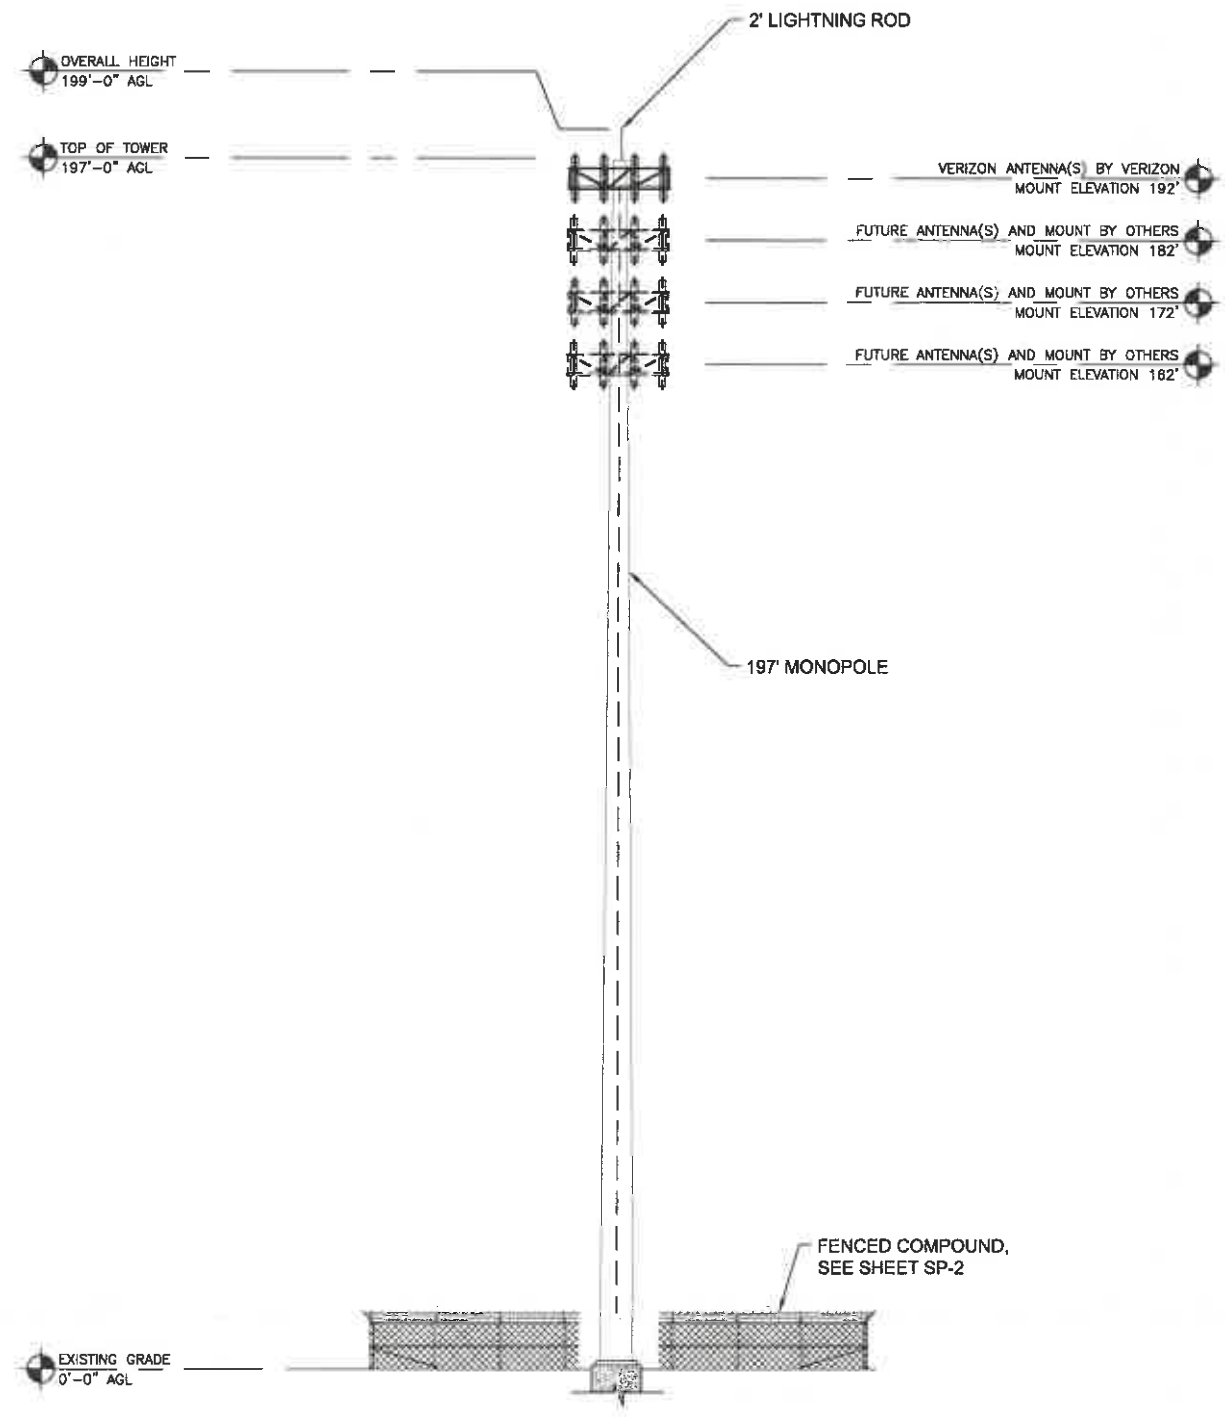 2' LIGHTNING ROD
OVERALL HEIGHT
199'-0" AGL
TOP OF TOWER
197'-0" AGL
VERIZON ANTENNA(S) BY VERIZON
MOUNT ELEVATION 192'
FUTURE ANTENNA(S) AND MOUNT BY OTHERS
MOUNT ELEVATION 182'
FUTURE ANTENNA(S) AND MOUNT BY OTHERS
MOUNT ELEVATION 172'
FUTURE ANTENNA(S) AND MOUNT BY OTHERS
MOUNT ELEVATION 162'
197' MONOPOLE
FENCED COMPOUND,
SEE SHEET SP-2
EXISTING GRADE
0'-0" AGL